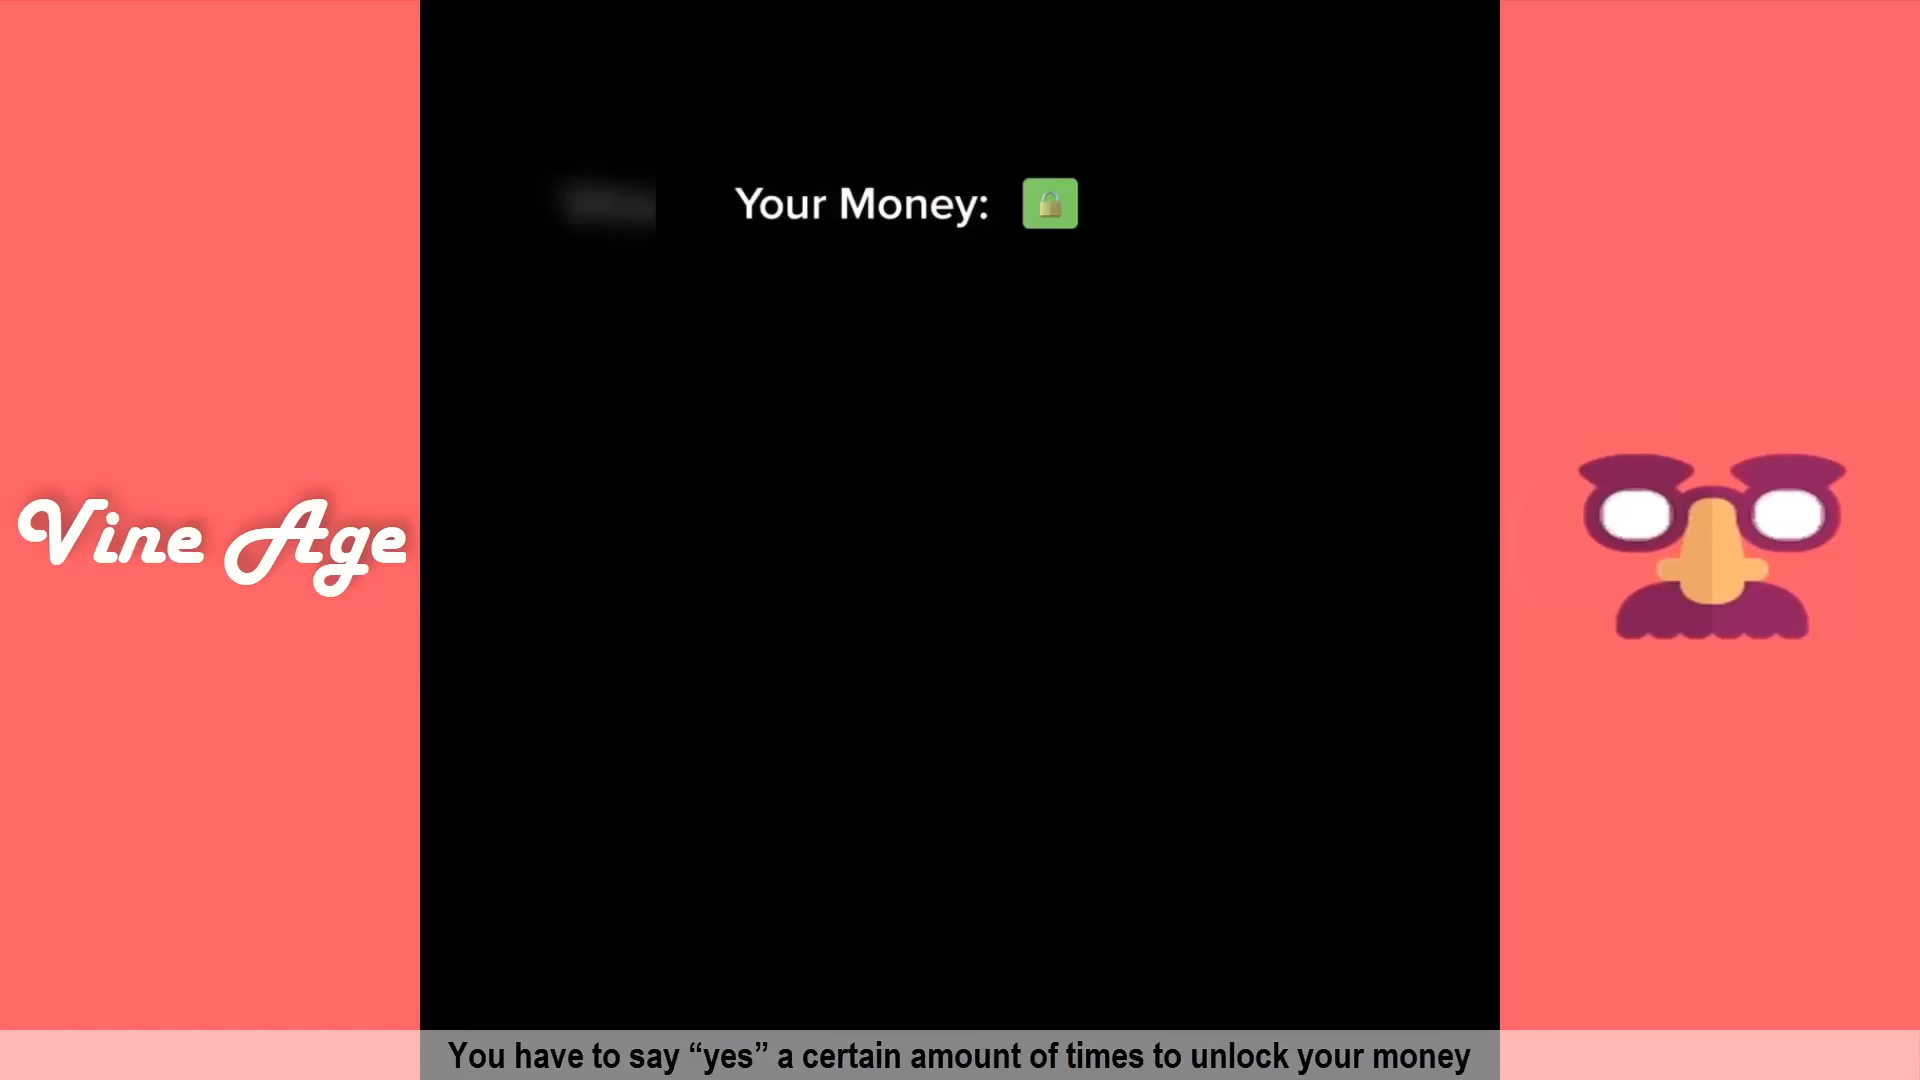 Your Money:
Vine Age
You have to say “yes” a certain amount of times to unlock your money